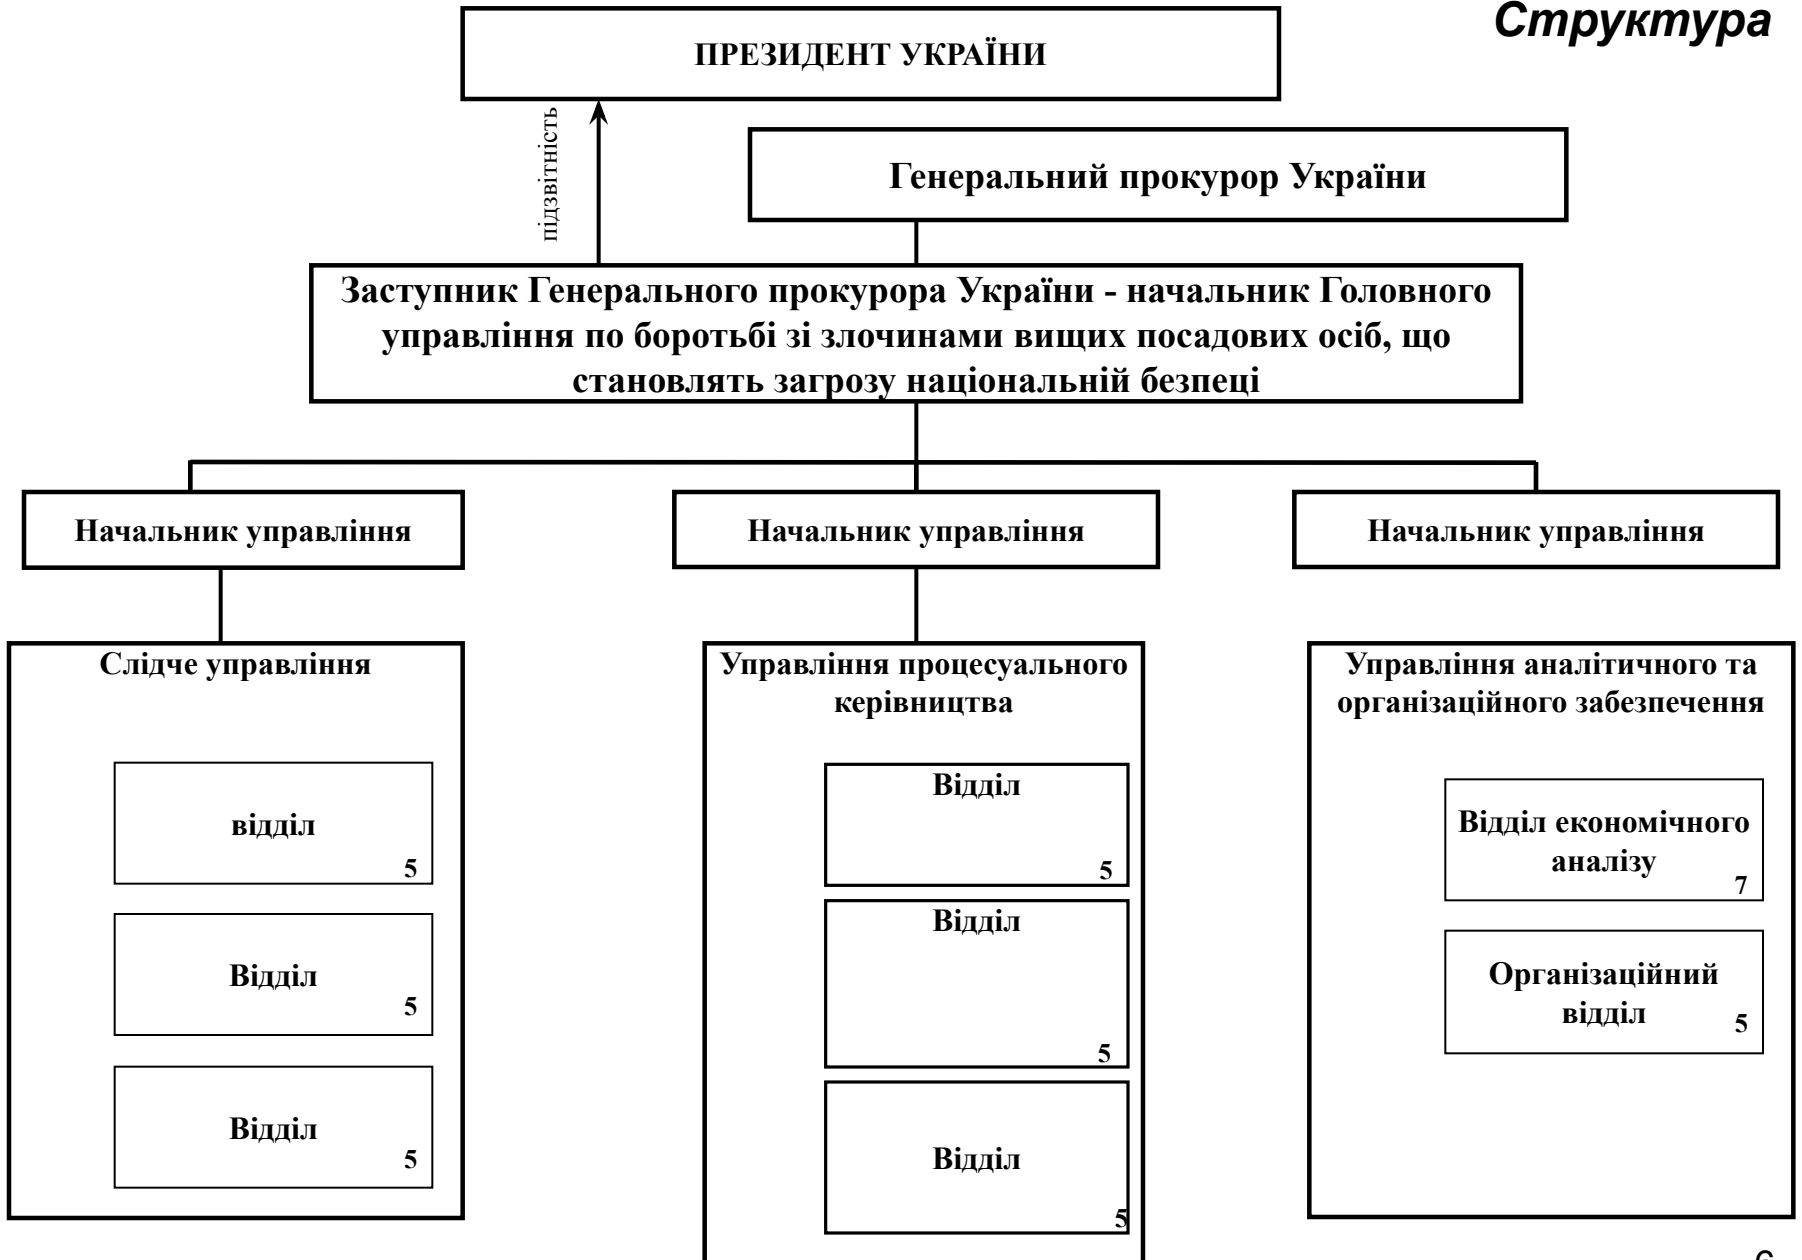 Структура
ПРЕЗИДЕНТ УКРАЇНИ
підзвітність
Генеральний прокурор України
Заступник Генерального прокурора України - начальник Головного
управління по боротьбі зі злочинами вищих посадових осіб, що
становлять загрозу національній безпеці
Начальник управління
Начальник управління
Начальник управління
Слідче управління
відділ
5
Відділ
5
Відділ
5
Управління процесуального
керівництва
Відділ
5
Відділ
5
Відділ
5
Управління аналітичного та
організаційного забезпечення
Відділ економічного
аналізу
7
Організаційний
відділ
5